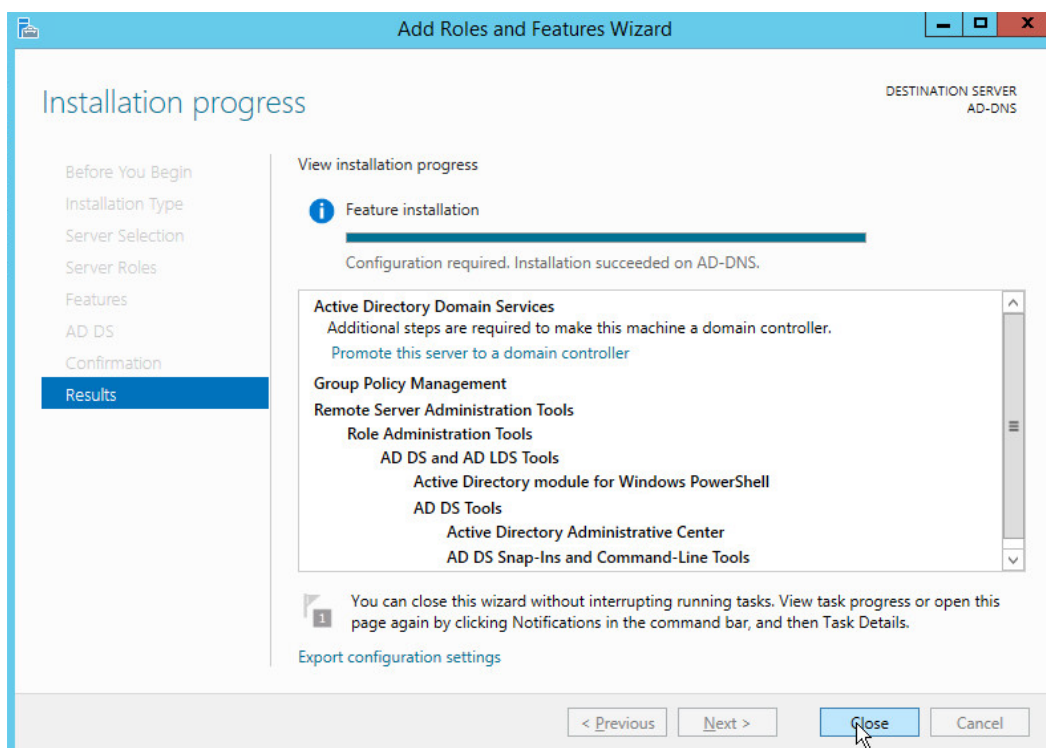 Add Roles and Features Wizard
Installation progress
DESTINATION SERVER
AD-DNS
Before You Begin
Installation Type
Server Selection
Server Roles
Features
AD DS
Confirmation
Results
View installation progress
Feature installation
Configuration required. Installation succeeded on AD-DNS.
Active Directory Domain Services
Additional steps are required to make this machine a domain controller.
Promote this server to a domain controller
Group Policy Management
Remote Server Administration Tools
Role Administration Tools
AD DS and AD LDS Tools
Active Directory module for Windows PowerShell
AD DS Tools
Active Directory Administrative Center
AD DS Snap-Ins and Command-Line Tools
1
You can close this wizard without interrupting running tasks. View task progress or open this
page again by clicking Notifications in the command bar, and then Task Details.
Export configuration settings
< Previous
Next >
Close
Cancel